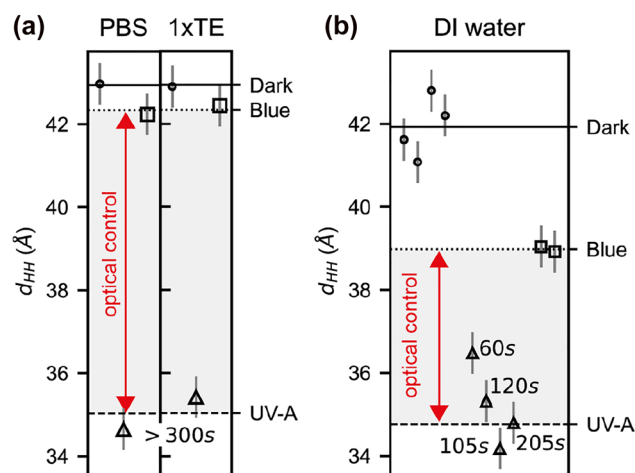 (a)
PBS
1xTE
Dark
Blue
42
40
38
36
34
d_HH (Å)
optical control
UV-A
> 300s
(b)
DI water
Dark
Blue
42
40
38
36
34
d_HH (Å)
optical control
60s
120s
UV-A
105s
205s